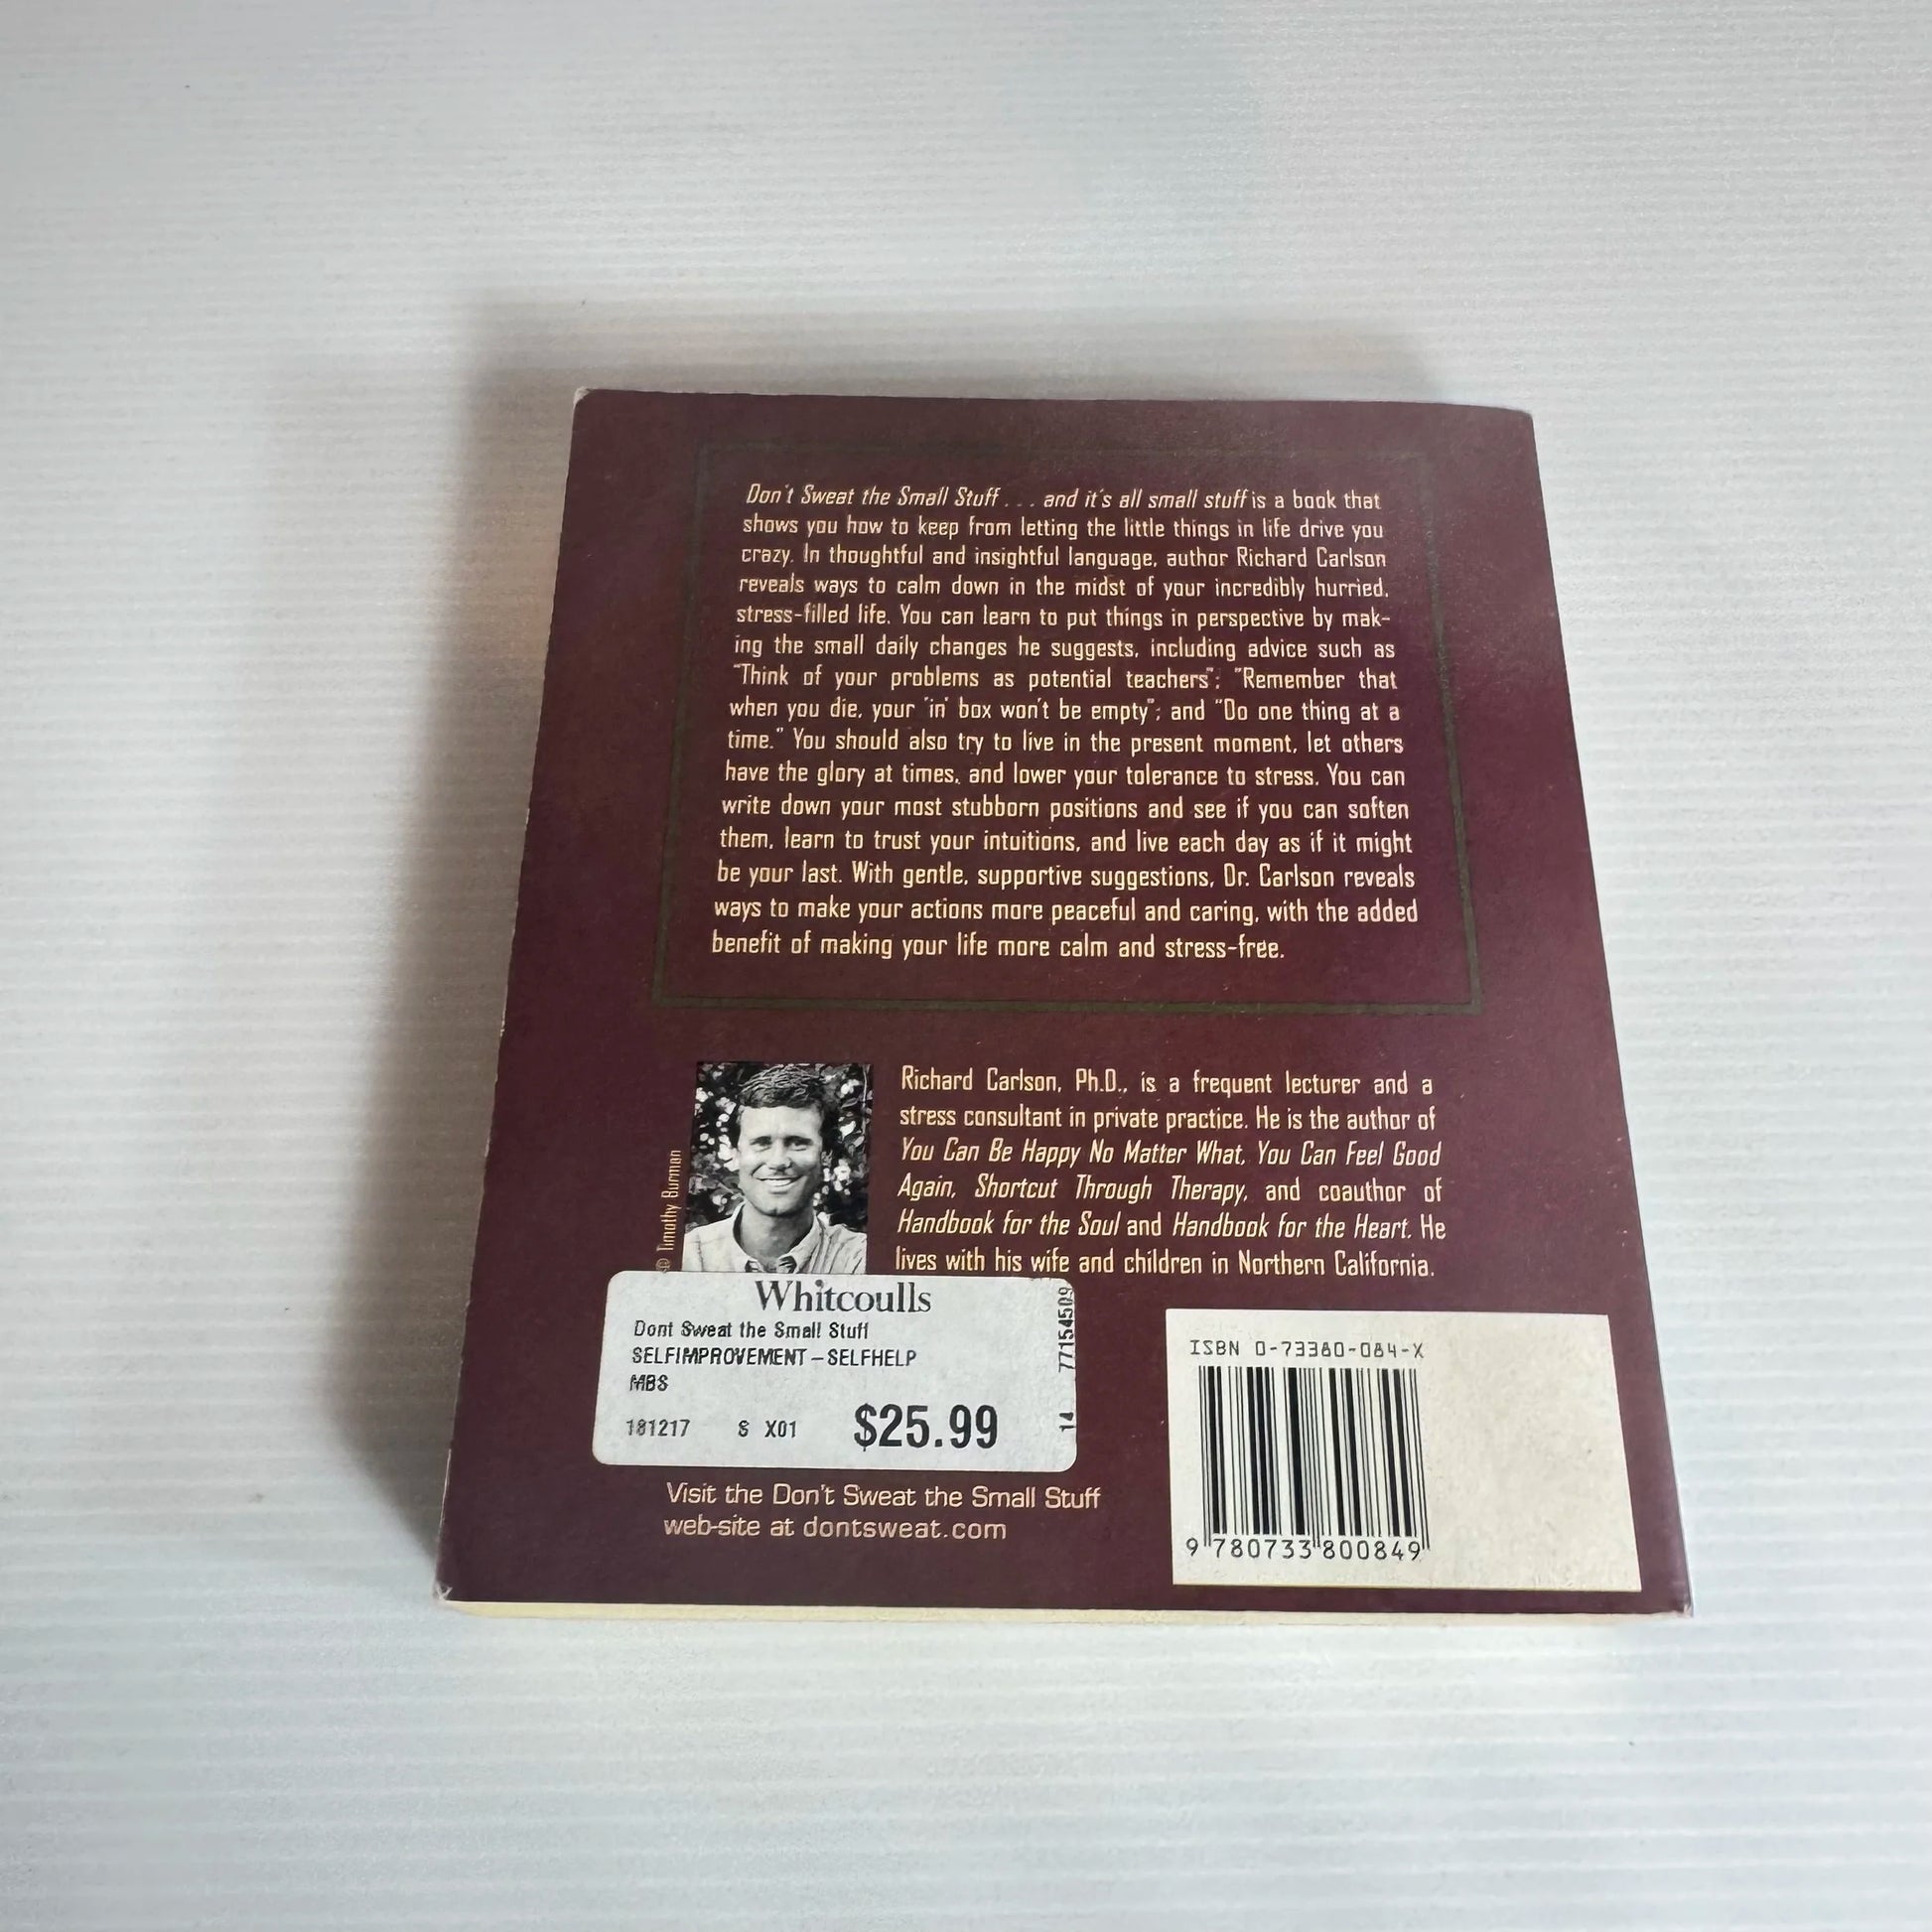 Don't Sweat the Small Stuff . . . and it's all small stuff is a book that
shows you how to keep from letting the little things in life drive you
crazy. In thoughtful and insightful language, author Richard Carlson
reveals ways to calm down in the midst of your incredibly hurried,
stress-filled life. You can learn to put things in perspective by mak-
ing the small daily changes he suggests, including advice such as
"Think of your problems as potential teachers"; "Remember that
when you die, your 'in' box won't be empty"; and "Do one thing at a
time." You should also try to live in the present moment, let others
have the glory at times, and lower your tolerance to stress. You can
write down your most stubborn positions and see if you can soften
them, learn to trust your intuitions, and live each day as if it might
be your last. With gentle, supportive suggestions, Dr. Carlson reveals
ways to make your actions more peaceful and caring, with the added
benefit of making your life more calm and stress-free.
© Timothy Burman
Richard Carlson, Ph.D., is a frequent lecturer and a
stress consultant in private practice. He is the author of
You Can Be Happy No Matter What, You Can Feel Good
Again, Shortcut Through Therapy, and coauthor of
Handbook for the Soul and Handbook for the Heart. He
lives with his wife and children in Northern California.
Whitcoulls
Dont Sweat the Small Stuff
SELFIMPROVEMENT - SELFHELP
MBS
181217 S X01 $25.99
14 77154509
Visit the Don't Sweat the Small Stuff
web-site at dontsweat.com
ISBN 0-73380-084-X
9 780733 800849